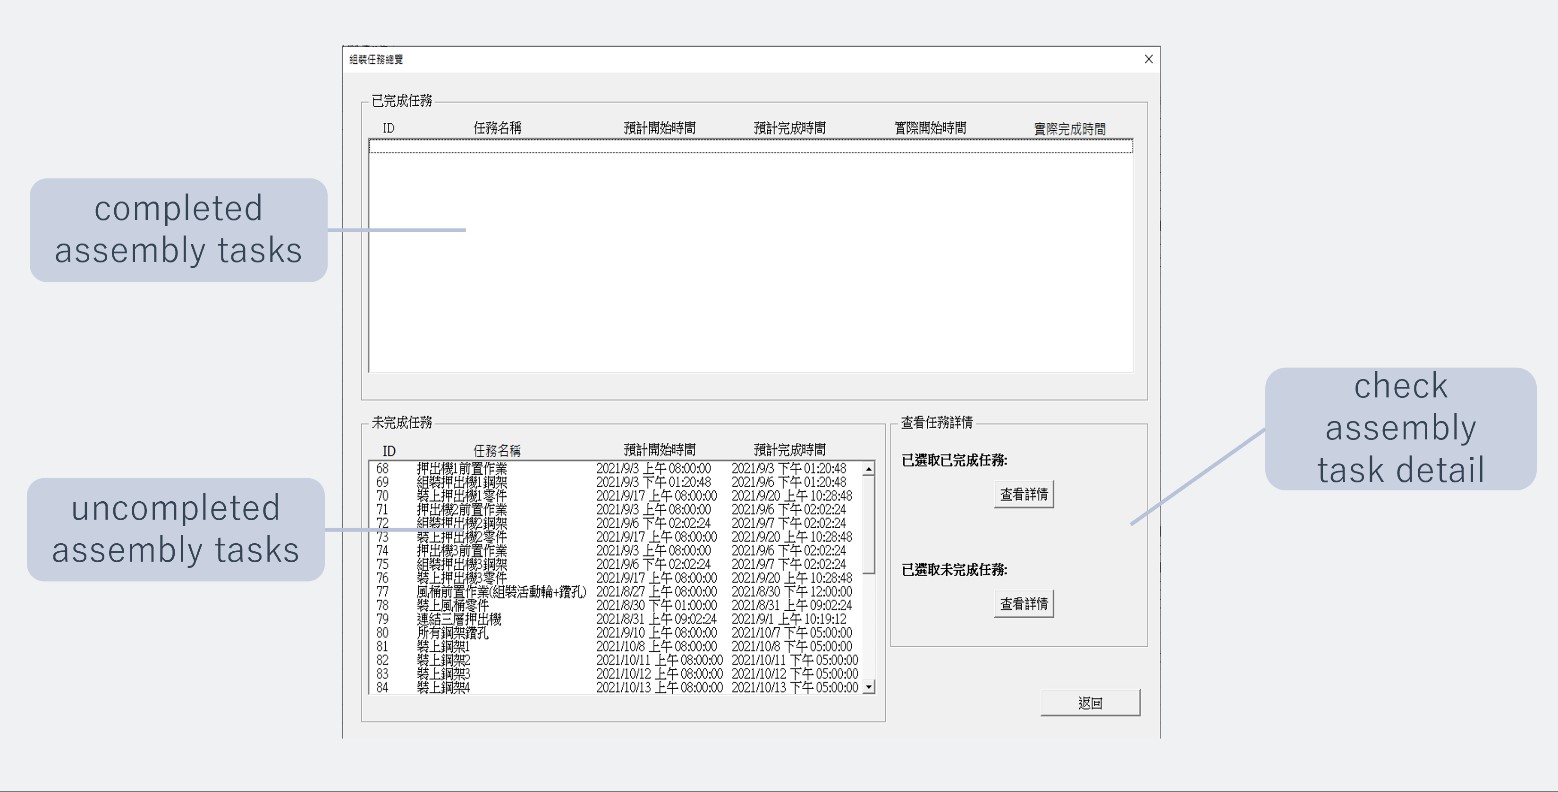 組裝任務總覽
X
已完成任務
ID 任務名稱 預計開始時間 預計完成時間 實際開始時間 實際完成時間
completed
assembly tasks
未完成任務
ID 任務名稱 預計開始時間 預計完成時間
68 押出機1前置作業 2021/9/3 上午 08:00:00 2021/9/3 下午 01:20:48
69 組裝押出機1鋼架 2021/9/3 下午 01:20:48 2021/9/6 下午 01:20:48
70 裝上押出機1零件 2021/9/17 上午 08:00:00 2021/9/20 上午 10:28:48
71 押出機2前置作業 2021/9/3 上午 08:00:00 2021/9/6 下午 02:02:24
72 組裝押出機2鋼架 2021/9/6 下午 02:02:24 2021/9/7 下午 02:02:24
73 裝上押出機2零件 2021/9/17 上午 08:00:00 2021/9/20 上午 10:28:48
74 押出機3前置作業 2021/9/3 上午 08:00:00 2021/9/6 下午 02:02:24
75 組裝押出機3鋼架 2021/9/6 下午 02:02:24 2021/9/7 下午 02:02:24
76 裝上押出機3零件 2021/9/17 上午 08:00:00 2021/9/20 上午 10:28:48
77 風桶前置作業(組裝活動輪+鑽孔) 2021/8/27 上午 08:00:00 2021/8/30 下午 12:00:00
78 裝上風桶零件 2021/8/30 下午 01:00:00 2021/8/31 上午 09:02:24
79 連結三層押出機 2021/8/31 上午 09:02:24 2021/9/1 上午 10:19:12
80 所有鋼架鑽孔 2021/9/10 上午 08:00:00 2021/10/7 下午 05:00:00
81 裝上鋼架1 2021/10/8 上午 08:00:00 2021/10/8 下午 05:00:00
82 裝上鋼架2 2021/10/11 上午 08:00:00 2021/10/11 下午 05:00:00
83 裝上鋼架3 2021/10/12 上午 08:00:00 2021/10/12 下午 05:00:00
84 裝上鋼架4 2021/10/13 上午 08:00:00 2021/10/13 下午 05:00:00
uncompleted
assembly tasks
查看任務詳情
已選取已完成任務:
查看詳情
已選取未完成任務:
查看詳情
返回
check
assembly
task detail